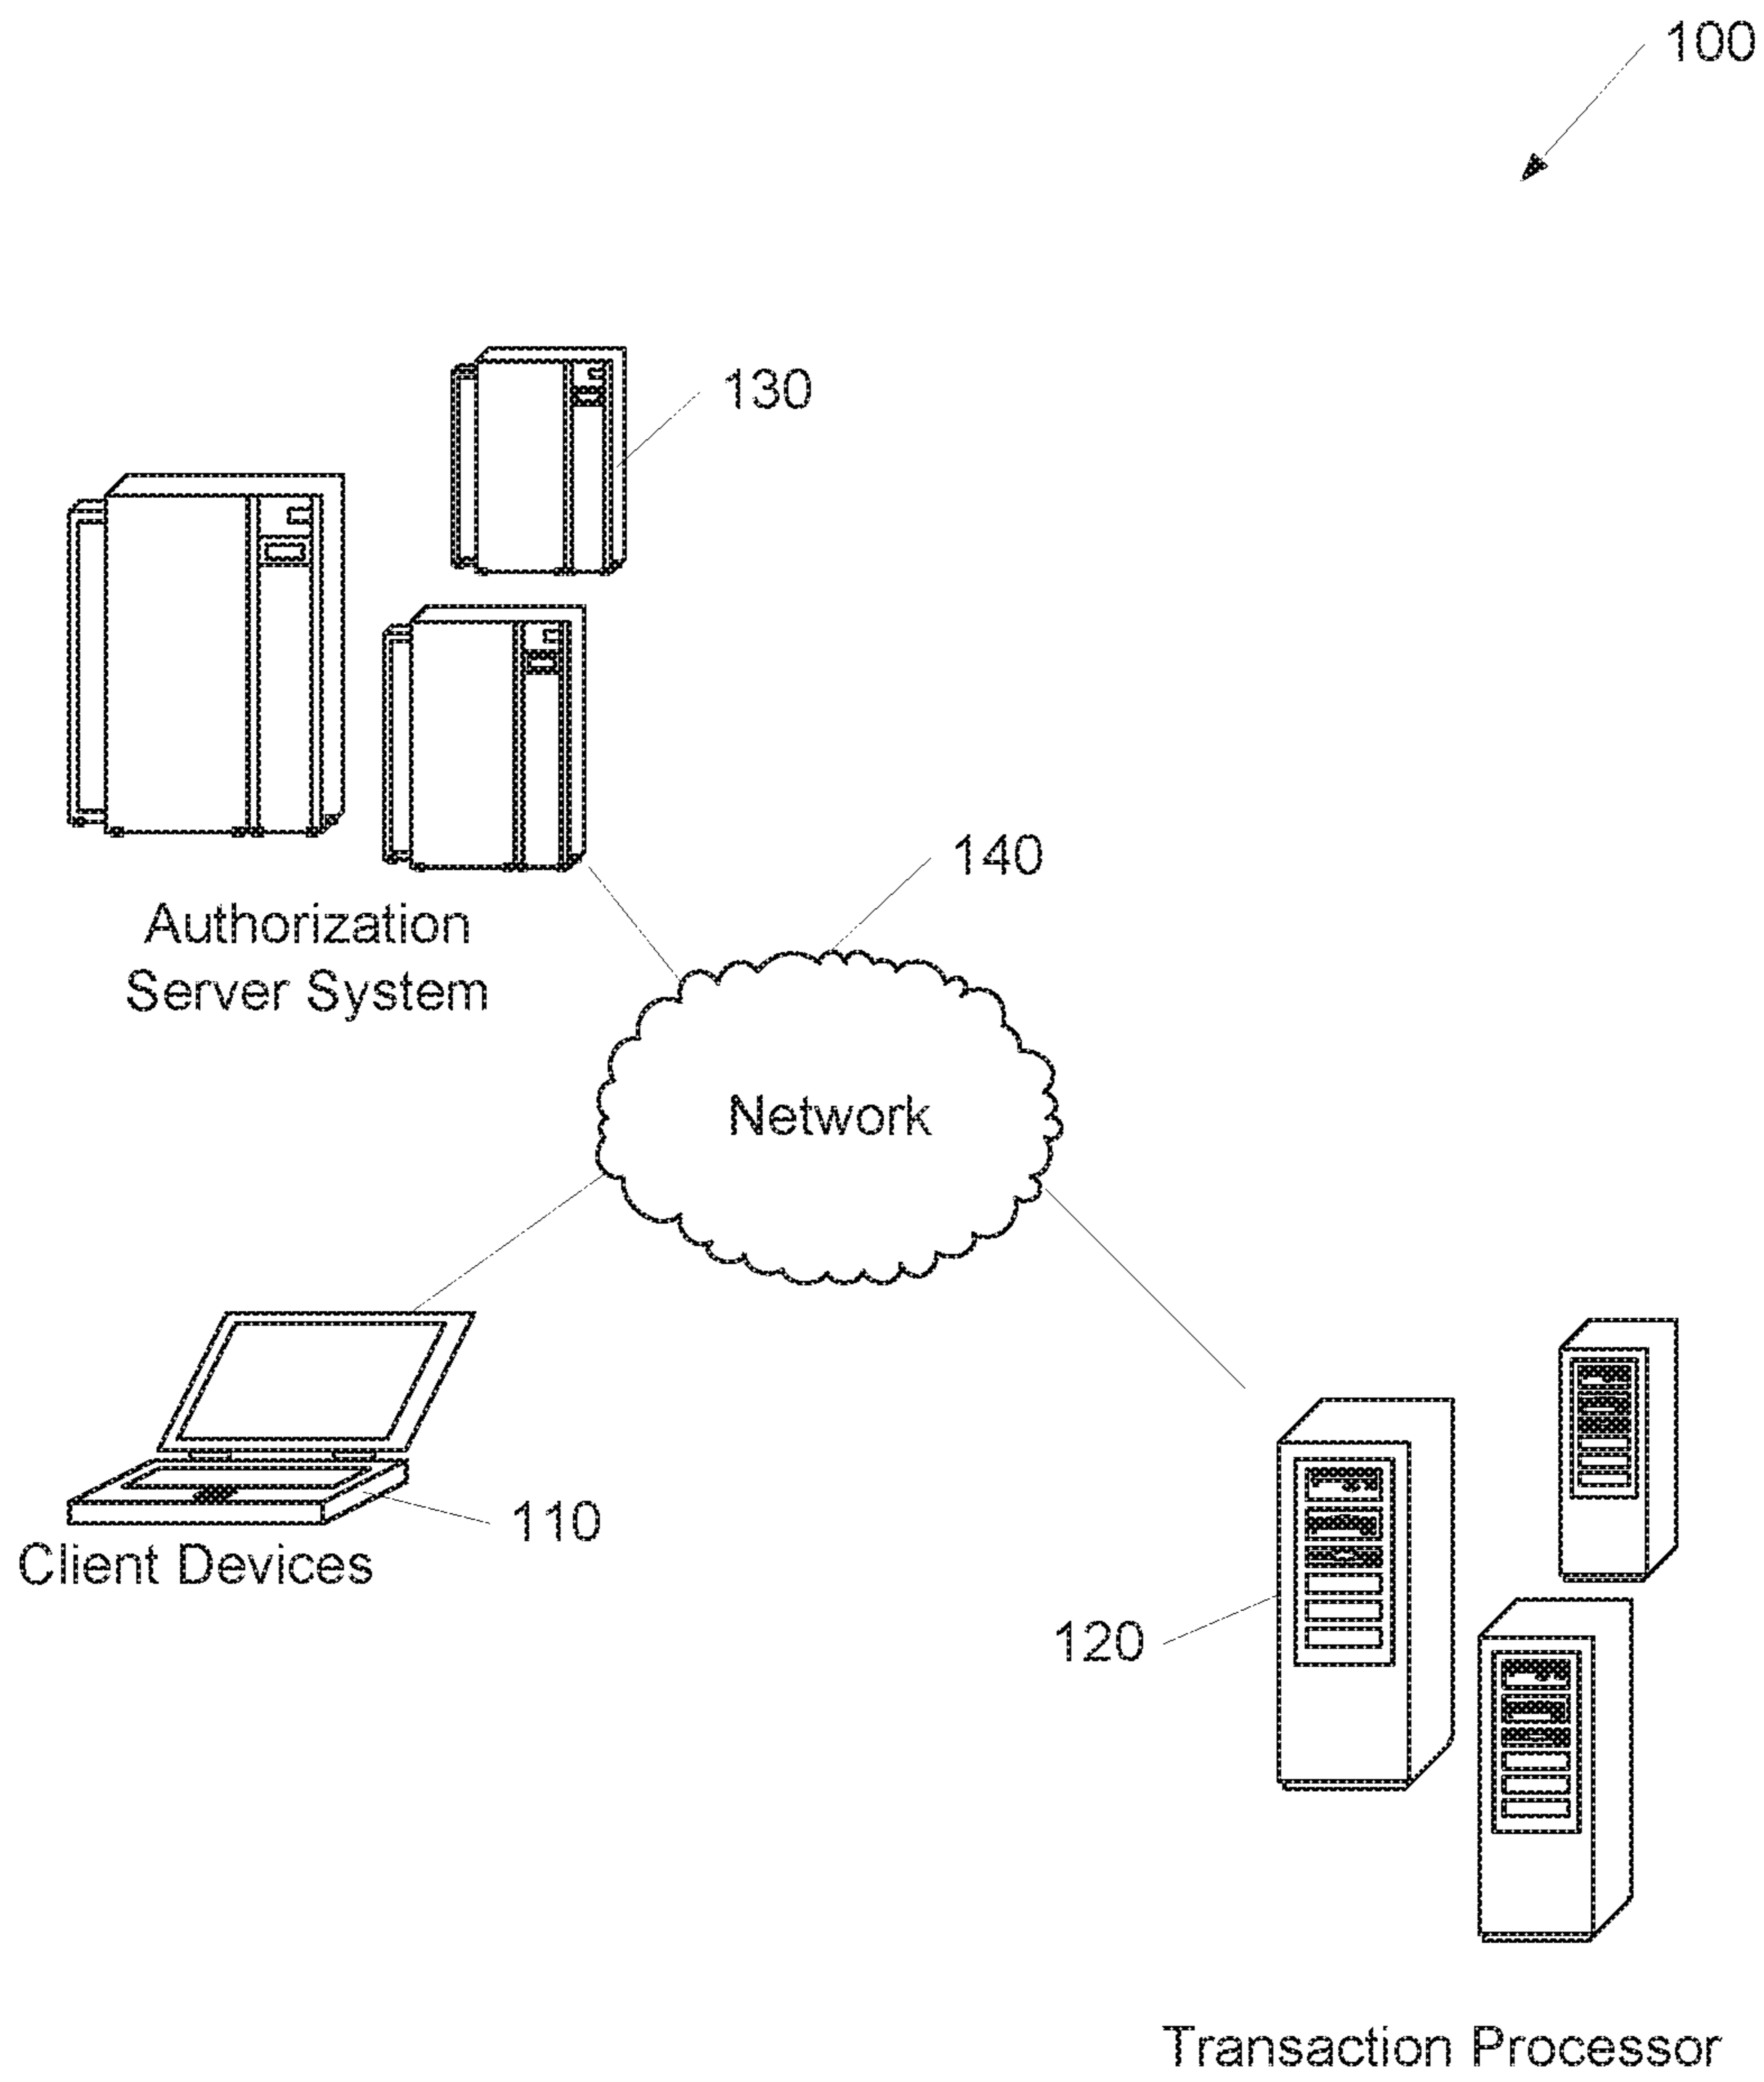 100
130
140
Authorization
Server System
Network
110
Client Devices
120
Transaction Processor